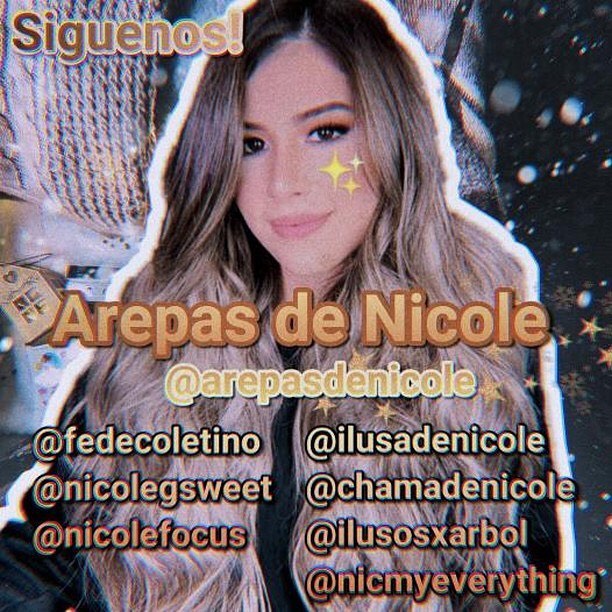 Siguenos!
Arepas de Nicole
@arepasdenicole
@fedecoletino @ilusadenicole
@nicolegsweet @chamadenicole
@nicolefocus @ilusosxarbol
@nicmyeverything